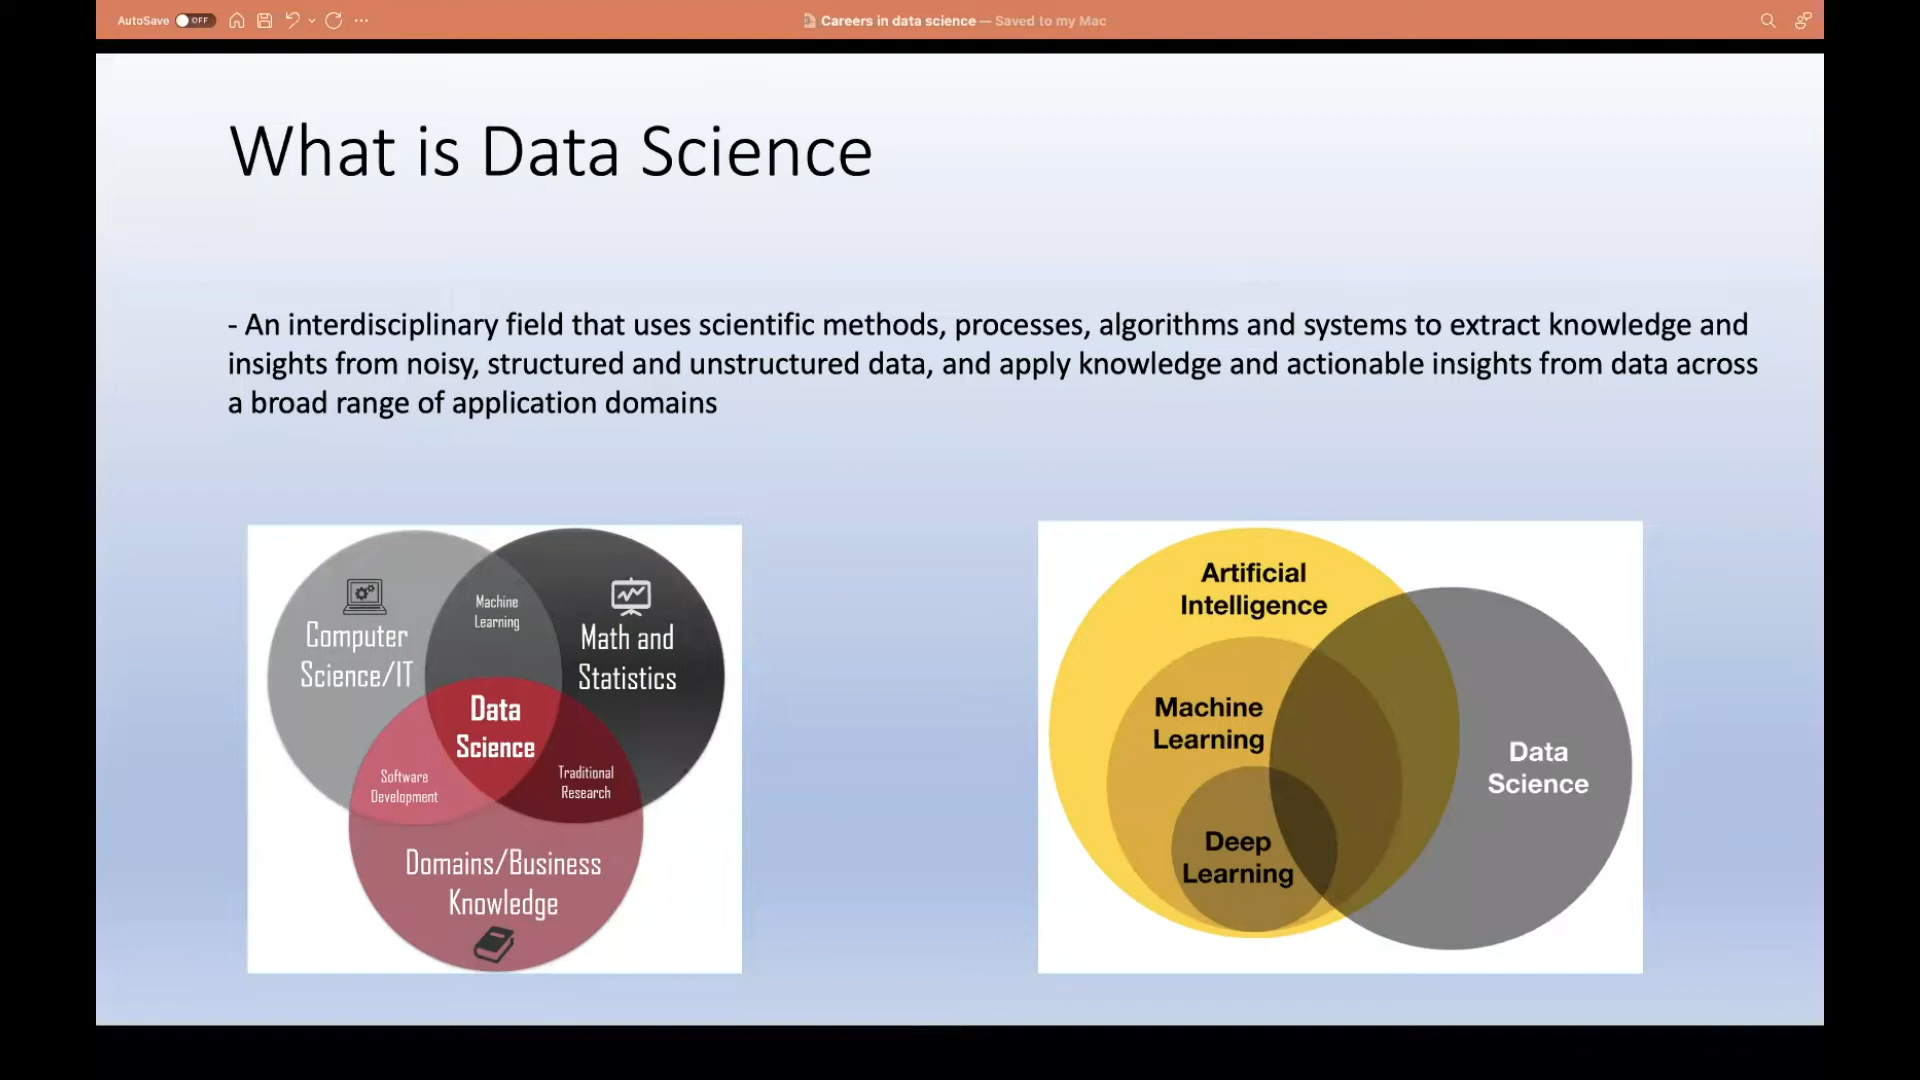 AutoSave OFF
Careers in data science — Saved to my Mac
What is Data Science
- An interdisciplinary field that uses scientific methods, processes, algorithms and systems to extract knowledge and
insights from noisy, structured and unstructured data, and apply knowledge and actionable insights from data across
a broad range of application domains
Computer
Science/IT
Machine
Learning
Math and
Statistics
Data
Science
Software
Development
Traditional
Research
Domains/Business
Knowledge
Artificial
Intelligence
Machine
Learning
Deep
Learning
Data
Science